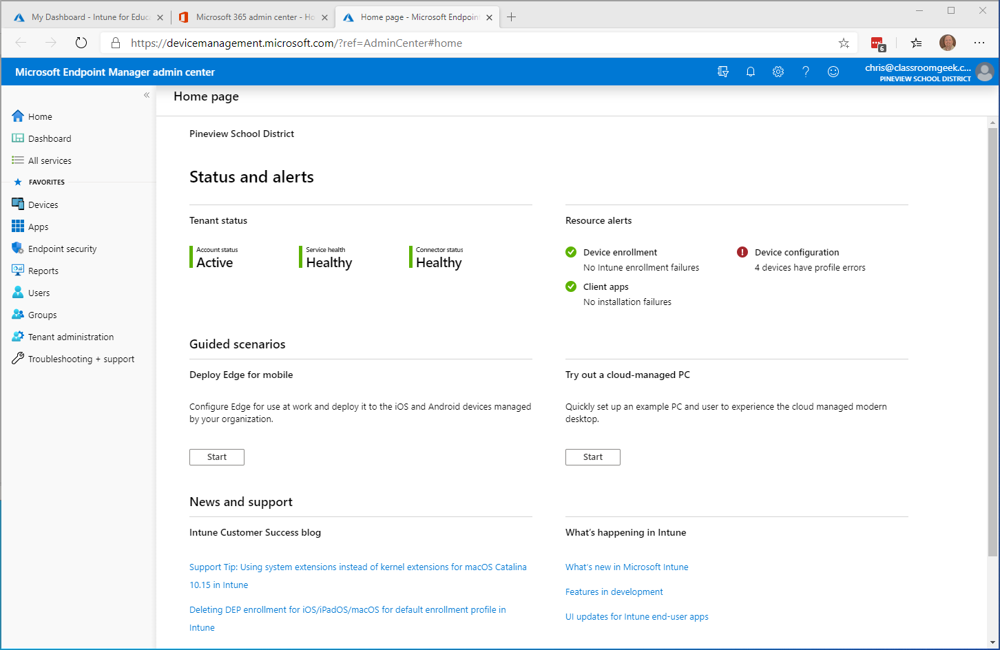 My Dashboard - Intune for Educ
Microsoft 365 admin center - Ho
Home page - Microsoft Endpoint
https://devicemanagement.microsoft.com/?ref=AdminCenter#home
6
Microsoft Endpoint Manager admin center
chris@classroomgeek.c...
PINEVIEW SCHOOL DISTRICT
«
Home page
Home
Dashboard
All services
FAVORITES
Devices
Apps
Endpoint security
Reports
Users
Groups
Tenant administration
Troubleshooting + support
Pineview School District
Status and alerts
Tenant status
Account status
Active
Service health
Healthy
Connector status
Healthy
Resource alerts
Device enrollment
No Intune enrollment failures
Device configuration
4 devices have profile errors
Client apps
No installation failures
Guided scenarios
Deploy Edge for mobile
Configure Edge for use at work and deploy it to the iOS and Android devices managed
by your organization.
Start
Try out a cloud-managed PC
Quickly set up an example PC and user to experience the cloud managed modern
desktop.
Start
News and support
Intune Customer Success blog
Support Tip: Using system extensions instead of kernel extensions for macOS Catalina
10.15 in Intune
Deleting DEP enrollment for iOS/iPadOS/macOS for default enrollment profile in
Intune
What's happening in Intune
What's new in Microsoft Intune
Features in development
UI updates for Intune end-user apps